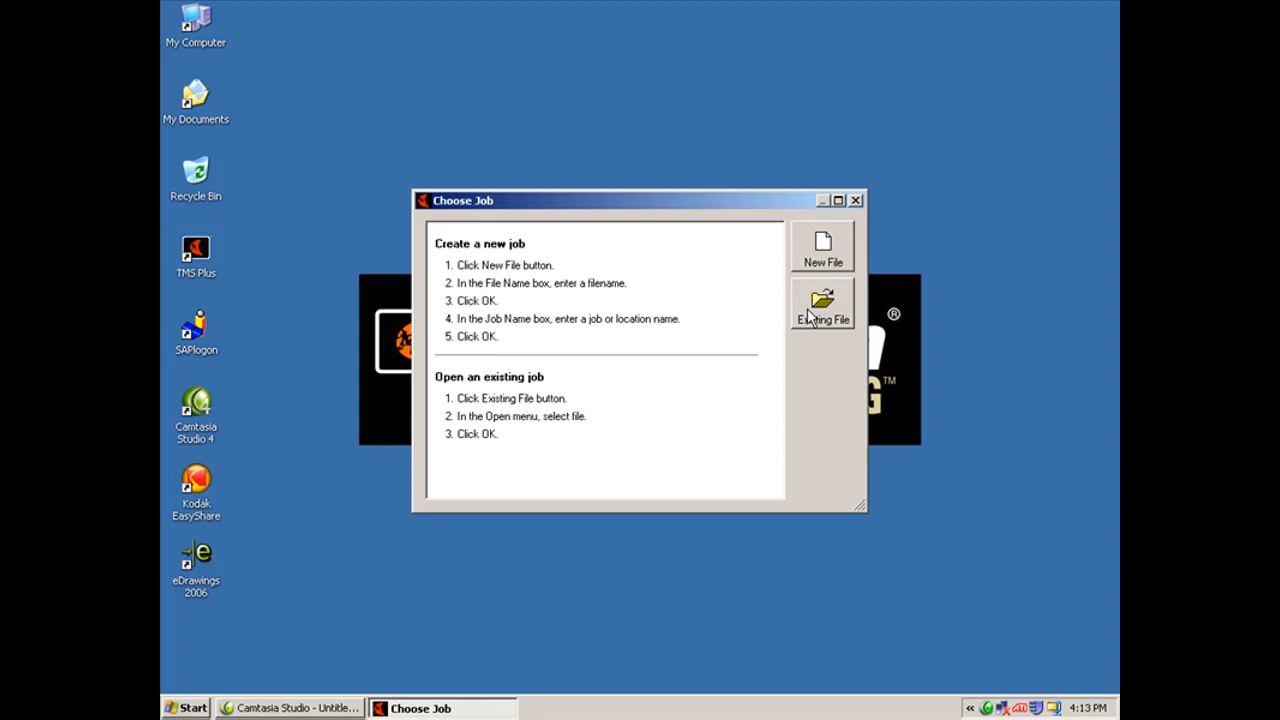 My Computer
My Documents
Recycle Bin
TMS Plus
SAPlogon
Camtasia
Studio 4
Kodak
EasyShare
eDrawings
2006
Choose Job
Create a new job
1. Click New File button.
2. In the File Name box, enter a filename.
3. Click OK.
4. In the Job Name box, enter a job or location name.
5. Click OK.
Open an existing job
1. Click Existing File button.
2. In the Open menu, select file.
3. Click OK.
New File
Existing File
®
G™
Start
Camtasia Studio - Untitle...
Choose Job
4:13 PM